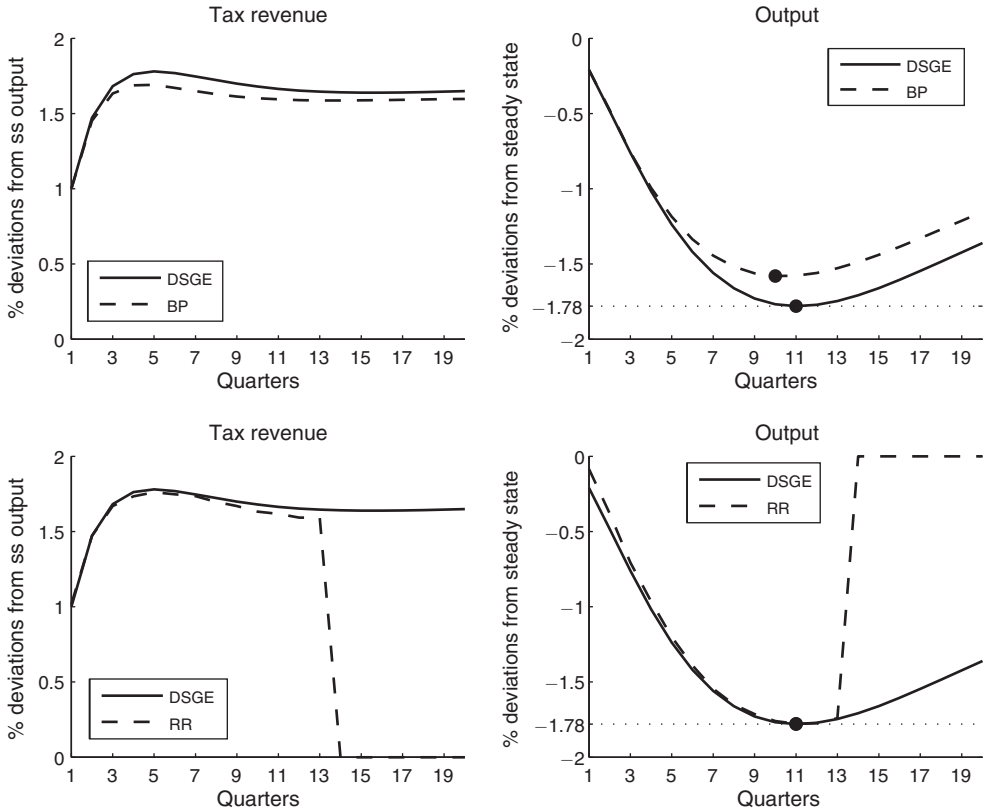 Tax revenue
% deviations from ss output
2
1.5
1
0.5
0
DSGE
BP
1 3 5 7 9 11 13 15 17 19
Quarters
Output
% deviations from steady state
0
−0.5
−1
−1.5
−1.78
−2
DSGE
BP
1 3 5 7 9 11 13 15 17 19
Quarters
Tax revenue
% deviations from ss output
2
1.5
1
0.5
0
DSGE
RR
1 3 5 7 9 11 13 15 17 19
Quarters
Output
% deviations from steady state
0
−0.5
−1
−1.5
−1.78
−2
DSGE
RR
1 3 5 7 9 11 13 15 17 19
Quarters